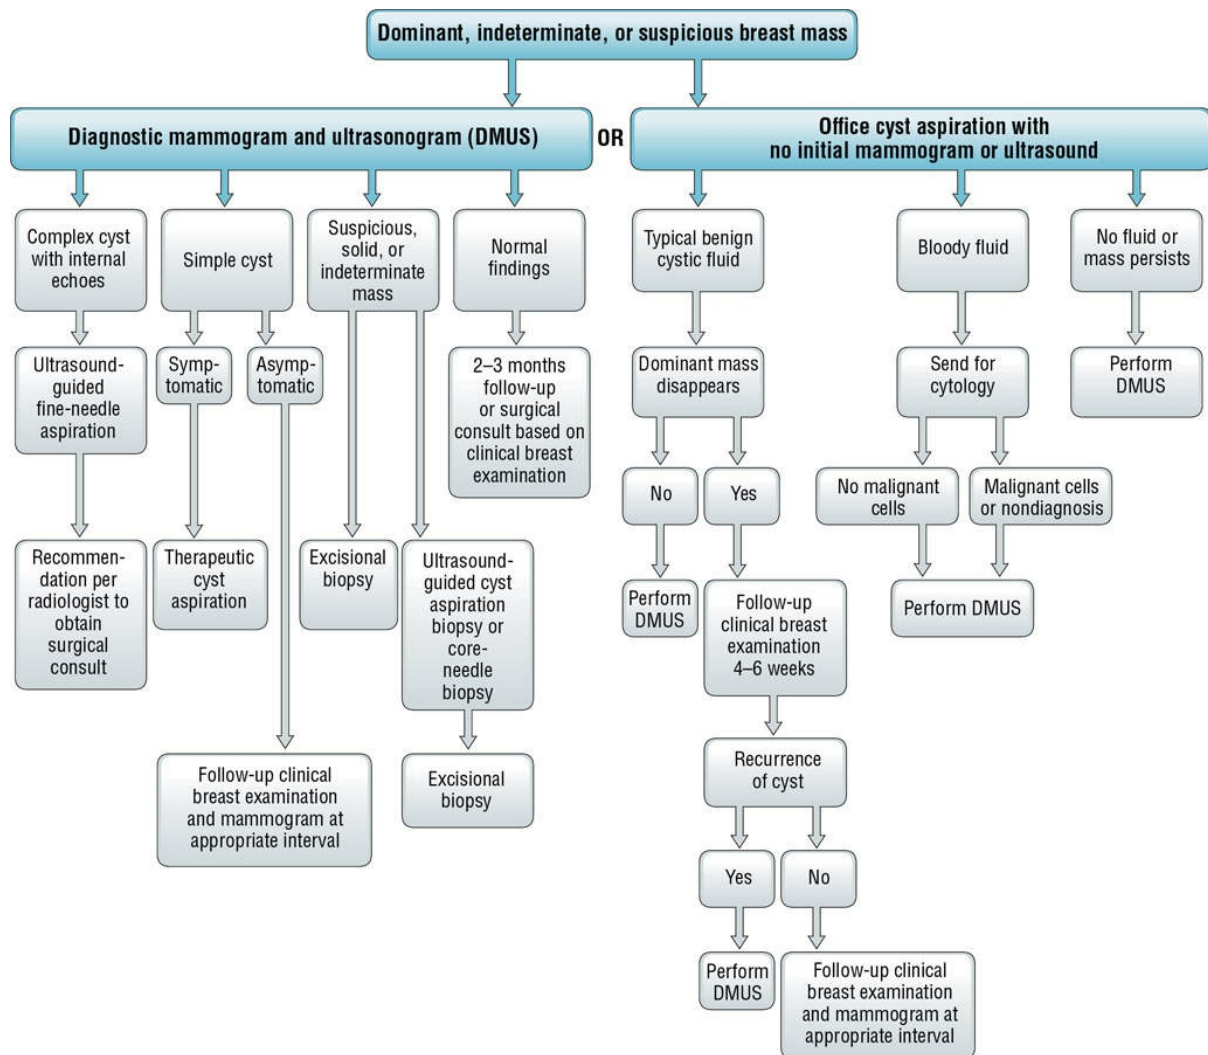 Dominant, indeterminate, or suspicious breast mass
Diagnostic mammogram and ultrasonogram (DMUS)
OR
Office cyst aspiration with
no initial mammogram or ultrasound
Complex cyst
with internal
echoes
Simple cyst
Suspicious,
solid, or
indeterminate
mass
Normal
findings
Typical benign
cystic fluid
Bloody fluid
No fluid or
mass persists
Ultrasound-
guided
fine-needle
aspiration
Symp-
tomatic
Asymp-
tomatic
2–3 months
follow-up
or surgical
consult based on
clinical breast
examination
Dominant mass
disappears
Send for
cytology
Perform
DMUS
No
Yes
No malignant
cells
Malignant cells
or nondiagnosis
Recommen-
dation per
radiologist to
obtain
surgical
consult
Therapeutic
cyst
aspiration
Excisional
biopsy
Ultrasound-
guided cyst
aspiration
biopsy or
core-
needle
biopsy
Perform
DMUS
Follow-up
clinical
breast
examination
4–6 weeks
Perform DMUS
Follow-up clinical
breast examination
and mammogram at
appropriate interval
Excisional
biopsy
Recurrence
of cyst
Yes
No
Perform
DMUS
Follow-up clinical
breast examination
and mammogram at
appropriate interval